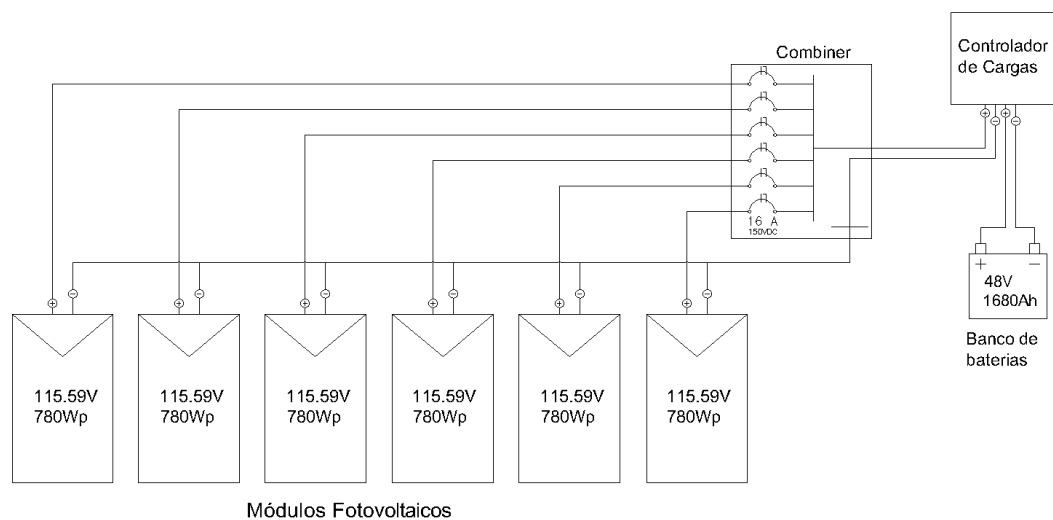 Combiner
Controlador
de Cargas
16 A
150VDC
+ −
48V
1680Ah
Banco de
baterias
115.59V
780Wp
115.59V
780Wp
115.59V
780Wp
115.59V
780Wp
115.59V
780Wp
115.59V
780Wp
Módulos Fotovoltaicos